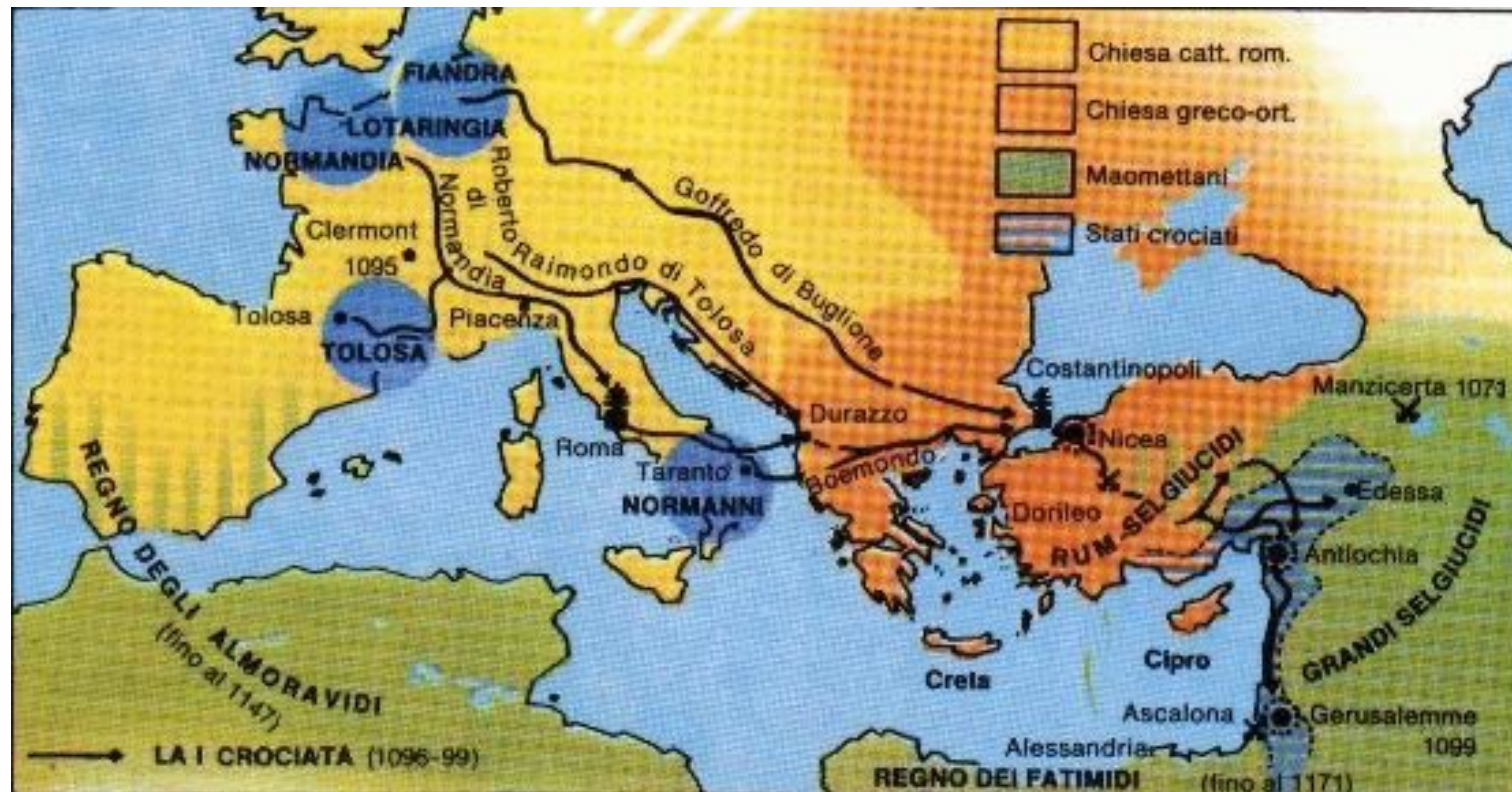 Chiesa catt. rom.
Chiesa greco-ort.
Maomettani
Stati crociati
FIANDRA
LOTARINGIA
NORMANDIA
Roberto di Normandia
Goffredo di Buglione
Raimondo di Tolosa
Clermont
1095
Tolosa
TOLOSA
Piacenza
Costantinopoli
Manzicerta 1071
Durazzo
Nicea
Roma
Taranto
NORMANNI
Boemondo
Dorileo
RUM-SELGIUCIDI
Edessa
Antiochia
REGNO DEGLI ALMORAVIDI
(fino al 1147)
GRANDI SELGIUCIDI
Creta
Cipro
Ascalona
Gerusalemme
1099
Alessandria
LA I CROCIATA (1096-99)
REGNO DEI FATIMIDI
(fino al 1171)